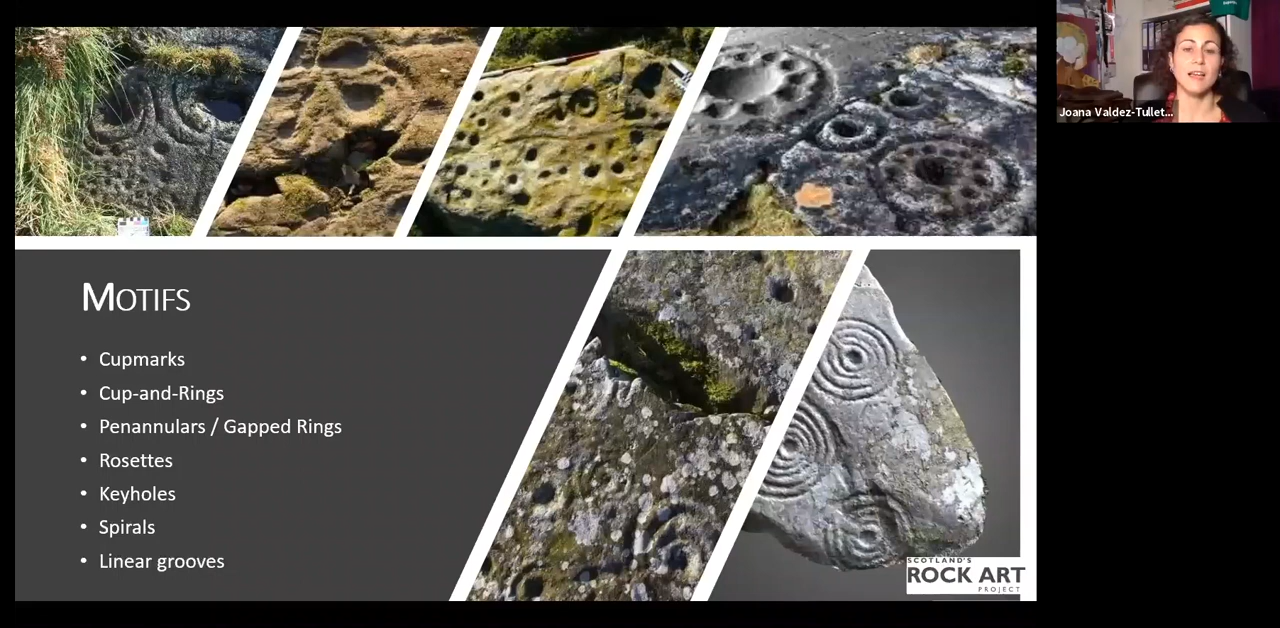 Joana Valdez-Tullet...
MOTIFS
• Cupmarks
• Cup-and-Rings
• Penannulars / Gapped Rings
• Rosettes
• Keyholes
• Spirals
• Linear grooves
SCOTLAND'S
ROCK ART
PROJECT